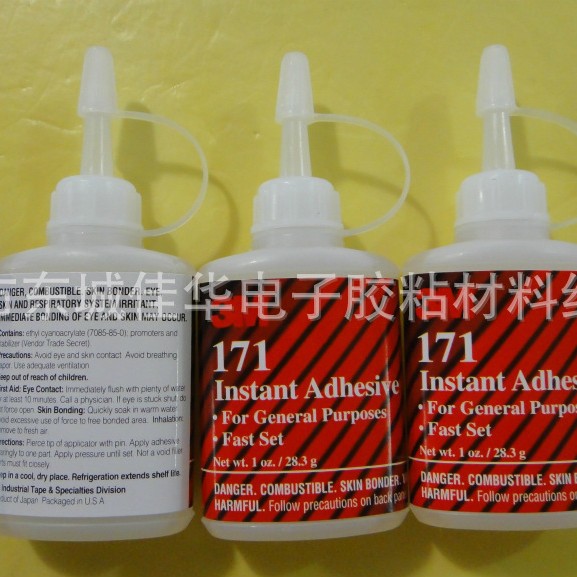 东城佳华电子胶粘材料经
DANGER, COMBUSTIBLE. SKIN BONDER. EYE,
SKIN AND RESPIRATORY SYSTEM IRRITANT.
IMMEDIATE BONDING OF EYE AND SKIN MAY OCCUR.
Contains: ethyl cyanoacrylate (7085-85-0); promoters and
stabilizer (Vendor Trade Secret).
Precautions: Avoid eye and skin contact. Avoid breathing
vapor. Use adequate ventilation
Keep out of reach of children.
First Aid: Eye Contact: Immediately flush with plenty of water
at least 10 minutes. Call a physician. If eye is stuck shut, do
not force open Skin Bonding: Quickly soak in warm water.
Avoid excessive use of force to free bonded area. Inhalation:
remove to fresh air.
Directions: Pierce tip of applicator with pin. Apply adhesive
sparingly to one part. Apply pressure until set. Not a void filler,
parts must fit closely.
Keep in a cool, dry place. Refrigeration extends shelf life.
Industrial Tape & Specialties Division
Product of Japan Packaged in U.S.A
3M
171
Instant Adhesive
• For General Purposes
• Fast Set
Net wt. 1 oz. / 28.3 g
DANGER. COMBUSTIBLE. SKIN BONDER.
HARMFUL. Follow precautions on back
171
Instant Adhes
• For General Purpo
• Fast Set
Net wt. 1 oz. / 28.3 g
DANGER. COMBUSTIBLE. SKIN BONDER
HARMFUL. Follow precautions on